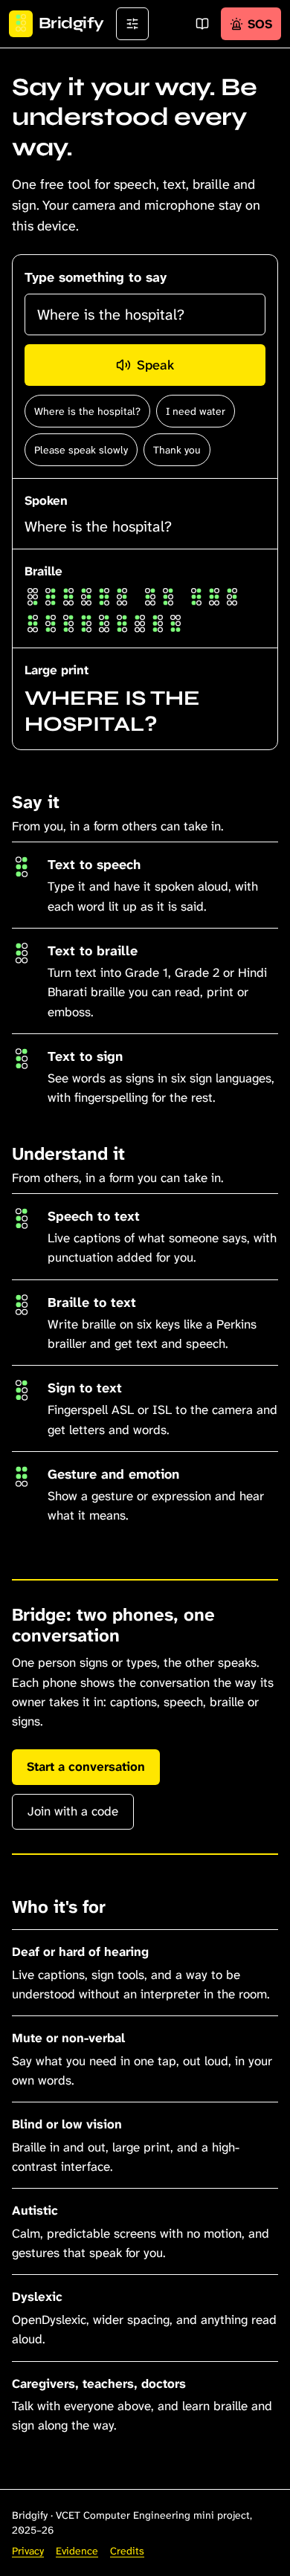 Bridgify
SOS
Say it your way. Be
understood every
way.
One free tool for speech, text, braille and
sign. Your camera and microphone stay on
this device.
Type something to say
Where is the hospital?
Speak
Where is the hospital?
I need water
Please speak slowly
Thank you
Spoken
Where is the hospital?
Braille
Large print
WHERE IS THE
HOSPITAL?
Say it
From you, in a form others can take in.
Text to speech
Type it and have it spoken aloud, with
each word lit up as it is said.
Text to braille
Turn text into Grade 1, Grade 2 or Hindi
Bharati braille you can read, print or
emboss.
Text to sign
See words as signs in six sign languages,
with fingerspelling for the rest.
Understand it
From others, in a form you can take in.
Speech to text
Live captions of what someone says, with
punctuation added for you.
Braille to text
Write braille on six keys like a Perkins
brailler and get text and speech.
Sign to text
Fingerspell ASL or ISL to the camera and
get letters and words.
Gesture and emotion
Show a gesture or expression and hear
what it means.
Bridge: two phones, one
conversation
One person signs or types, the other speaks.
Each phone shows the conversation the way its
owner takes it in: captions, speech, braille or
signs.
Start a conversation
Join with a code
Who it's for
Deaf or hard of hearing
Live captions, sign tools, and a way to be
understood without an interpreter in the room.
Mute or non-verbal
Say what you need in one tap, out loud, in your
own words.
Blind or low vision
Braille in and out, large print, and a high-
contrast interface.
Autistic
Calm, predictable screens with no motion, and
gestures that speak for you.
Dyslexic
OpenDyslexic, wider spacing, and anything read
aloud.
Caregivers, teachers, doctors
Talk with everyone above, and learn braille and
sign along the way.
Bridgify · VCET Computer Engineering mini project,
2025–26
Privacy
Evidence
Credits